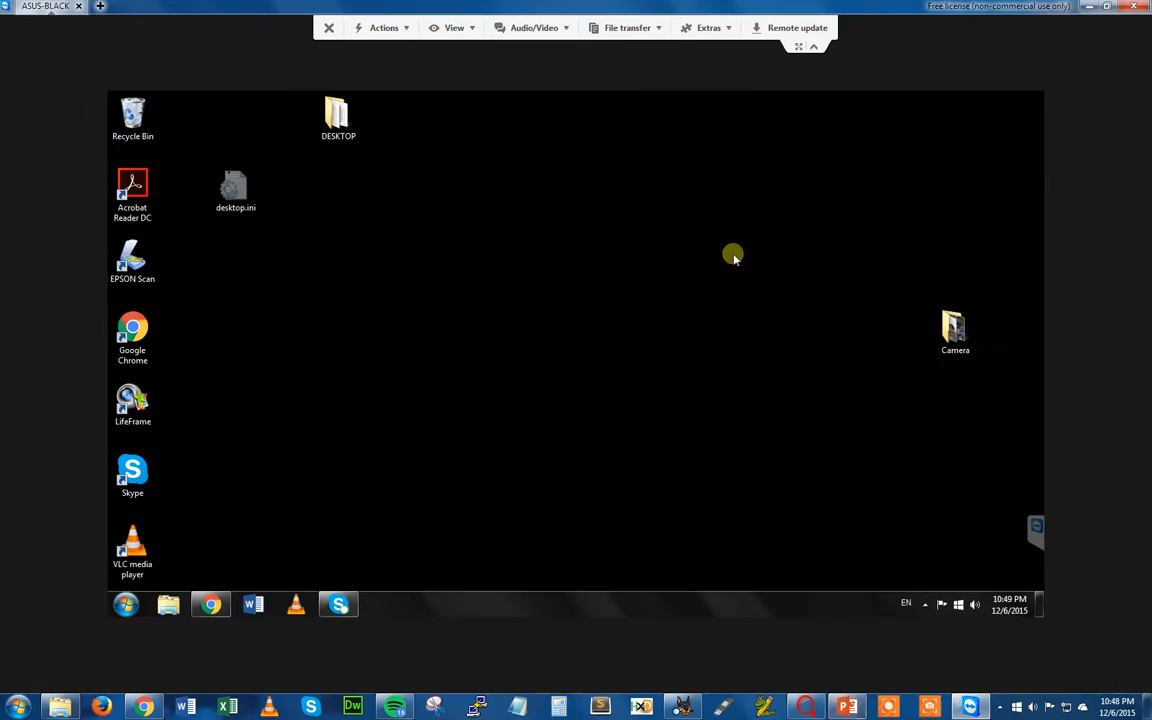 ASUS-BLACK
Free license (non-commercial use only)
Actions
View
Audio/Video
File transfer
Extras
Remote update
Recycle Bin
DESKTOP
Acrobat
Reader DC
desktop.ini
EPSON Scan
Google
Chrome
Camera
LifeFrame
Skype
VLC media
player
EN
10:49 PM
12/6/2015
10:48 PM
12/6/2015